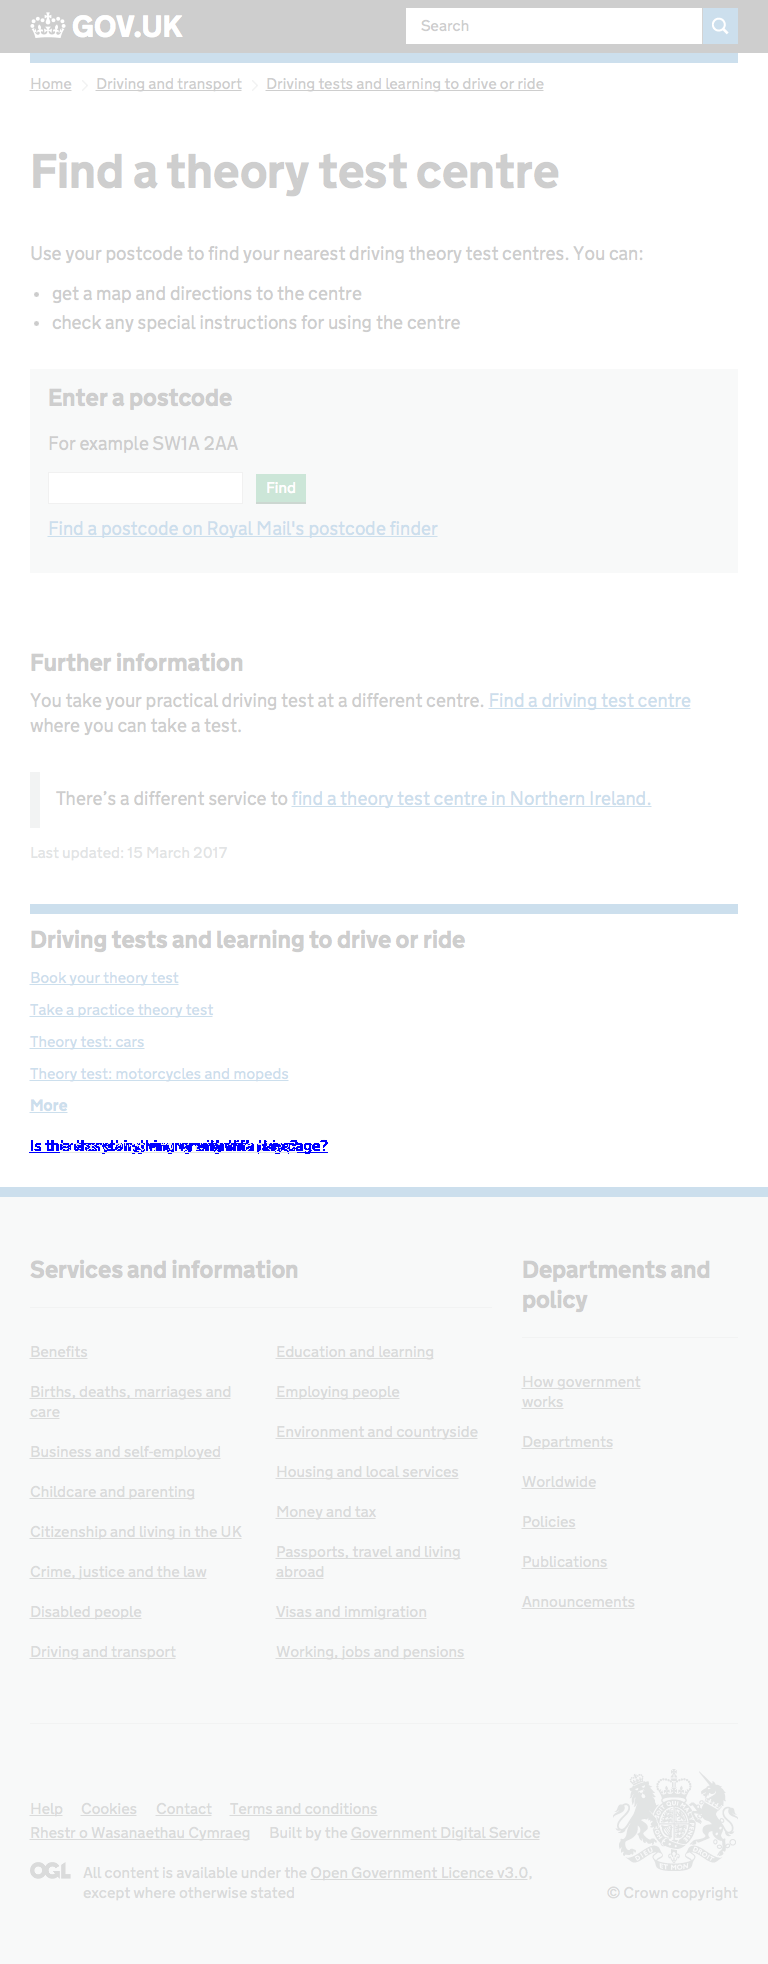 GOV.UK
Search
Home
Driving and transport
Driving tests and learning to drive or ride
Find a theory test centre
Use your postcode to find your nearest driving theory test centres. You can:
• get a map and directions to the centre
• check any special instructions for using the centre
Enter a postcode
For example SW1A 2AA
Find
Find a postcode on Royal Mail's postcode finder
Further information
You take your practical driving test at a different centre. Find a driving test centre
where you can take a test.
There's a different service to find a theory test centre in Northern Ireland.
Last updated: 15 March 2017
Driving tests and learning to drive or ride
Book your theory test
Take a practice theory test
Theory test: cars
Theory test: motorcycles and mopeds
More
Services and information
Benefits
Births, deaths, marriages and
care
Business and self-employed
Childcare and parenting
Citizenship and living in the UK
Crime, justice and the law
Disabled people
Driving and transport
Education and learning
Employing people
Environment and countryside
Housing and local services
Money and tax
Passports, travel and living
abroad
Visas and immigration
Working, jobs and pensions
Departments and
policy
How government
works
Departments
Worldwide
Policies
Publications
Announcements
Help
Cookies
Contact
Terms and conditions
Rhestr o Wasanaethau Cymraeg
Built by the Government Digital Service
OGL
All content is available under the Open Government Licence v3.0,
except where otherwise stated
© Crown copyright